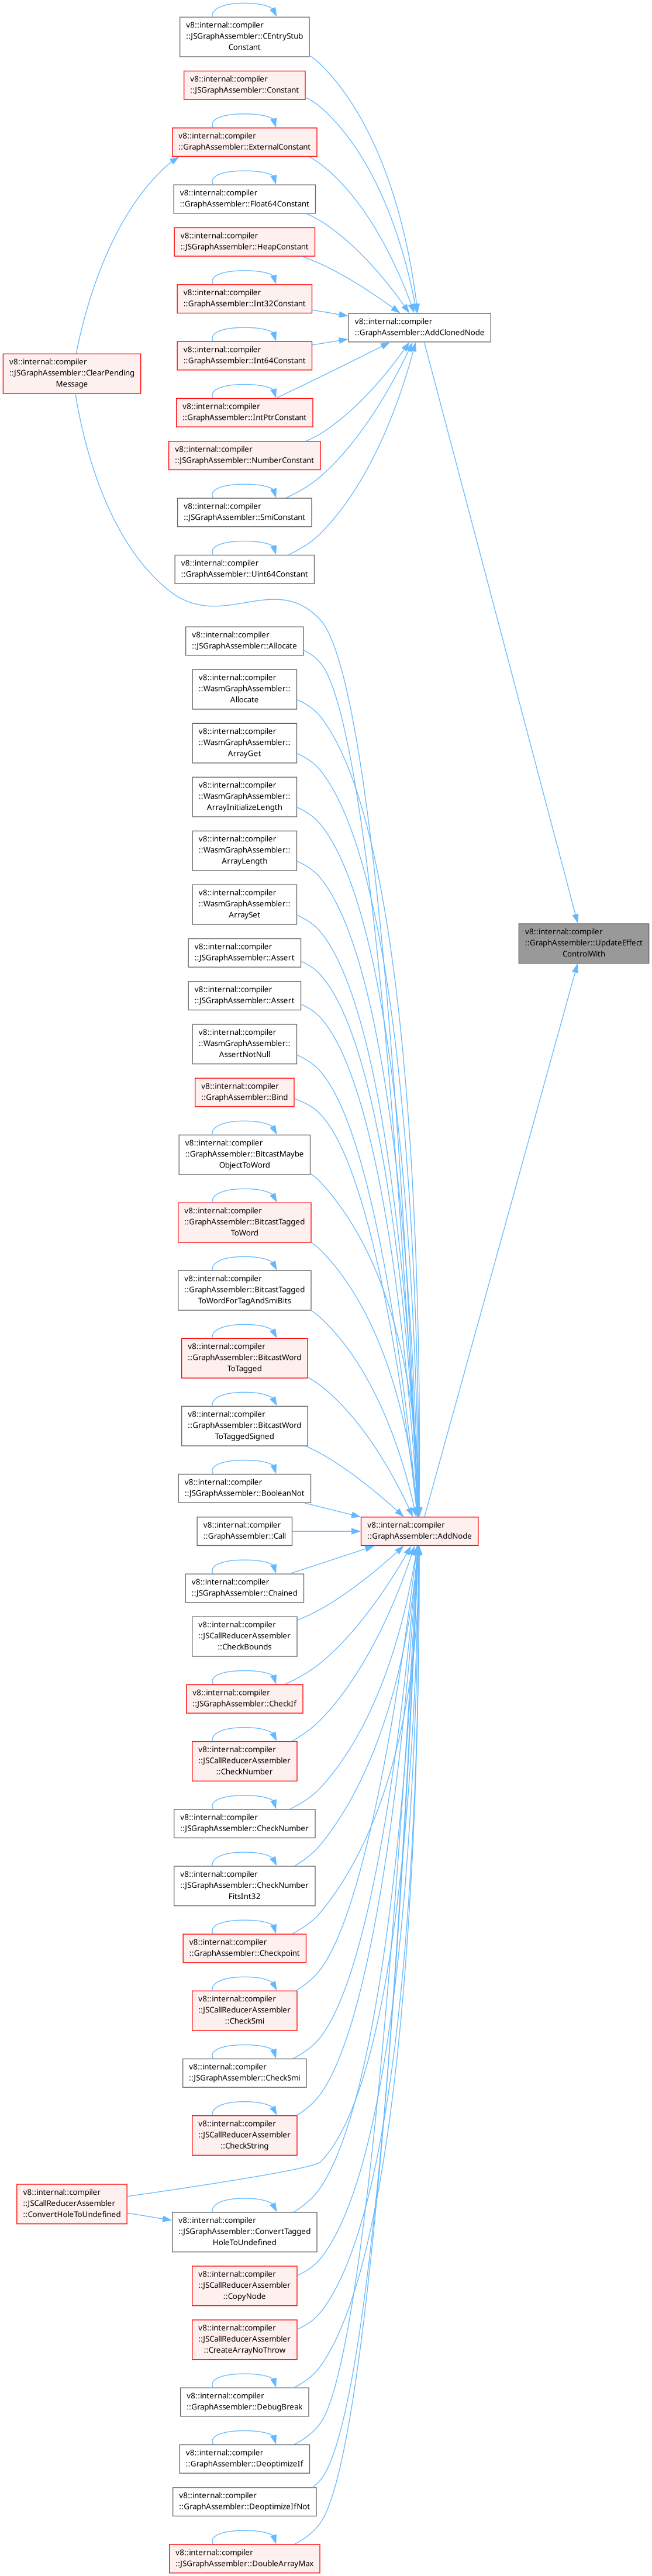 v8::internal::compiler
::JSGraphAssembler::CEntryStub
Constant
v8::internal::compiler
::JSGraphAssembler::Constant
v8::internal::compiler
::GraphAssembler::ExternalConstant
v8::internal::compiler
::GraphAssembler::Float64Constant
v8::internal::compiler
::JSGraphAssembler::HeapConstant
v8::internal::compiler
::GraphAssembler::Int32Constant
v8::internal::compiler
::GraphAssembler::AddClonedNode
v8::internal::compiler
::GraphAssembler::Int64Constant
v8::internal::compiler
::JSGraphAssembler::ClearPending
Message
v8::internal::compiler
::GraphAssembler::IntPtrConstant
v8::internal::compiler
::JSGraphAssembler::NumberConstant
v8::internal::compiler
::JSGraphAssembler::SmiConstant
v8::internal::compiler
::GraphAssembler::Uint64Constant
v8::internal::compiler
::JSGraphAssembler::Allocate
v8::internal::compiler
::WasmGraphAssembler::
Allocate
v8::internal::compiler
::WasmGraphAssembler::
ArrayGet
v8::internal::compiler
::WasmGraphAssembler::
ArrayInitializeLength
v8::internal::compiler
::WasmGraphAssembler::
ArrayLength
v8::internal::compiler
::WasmGraphAssembler::
ArraySet
v8::internal::compiler
::GraphAssembler::UpdateEffect
ControlWith
v8::internal::compiler
::JSGraphAssembler::Assert
v8::internal::compiler
::JSGraphAssembler::Assert
v8::internal::compiler
::WasmGraphAssembler::
AssertNotNull
v8::internal::compiler
::GraphAssembler::Bind
v8::internal::compiler
::GraphAssembler::BitcastMaybe
ObjectToWord
v8::internal::compiler
::GraphAssembler::BitcastTagged
ToWord
v8::internal::compiler
::GraphAssembler::BitcastTagged
ToWordForTagAndSmiBits
v8::internal::compiler
::GraphAssembler::BitcastWord
ToTagged
v8::internal::compiler
::GraphAssembler::BitcastWord
ToTaggedSigned
v8::internal::compiler
::JSGraphAssembler::BooleanNot
v8::internal::compiler
::GraphAssembler::Call
v8::internal::compiler
::GraphAssembler::AddNode
v8::internal::compiler
::JSGraphAssembler::Chained
v8::internal::compiler
::JSCallReducerAssembler
::CheckBounds
v8::internal::compiler
::JSGraphAssembler::CheckIf
v8::internal::compiler
::JSCallReducerAssembler
::CheckNumber
v8::internal::compiler
::JSGraphAssembler::CheckNumber
v8::internal::compiler
::JSGraphAssembler::CheckNumber
FitsInt32
v8::internal::compiler
::GraphAssembler::Checkpoint
v8::internal::compiler
::JSCallReducerAssembler
::CheckSmi
v8::internal::compiler
::JSGraphAssembler::CheckSmi
v8::internal::compiler
::JSCallReducerAssembler
::CheckString
v8::internal::compiler
::JSCallReducerAssembler
::ConvertHoleToUndefined
v8::internal::compiler
::JSGraphAssembler::ConvertTagged
HoleToUndefined
v8::internal::compiler
::JSCallReducerAssembler
::CopyNode
v8::internal::compiler
::JSCallReducerAssembler
::CreateArrayNoThrow
v8::internal::compiler
::GraphAssembler::DebugBreak
v8::internal::compiler
::GraphAssembler::DeoptimizeIf
v8::internal::compiler
::GraphAssembler::DeoptimizeIfNot
v8::internal::compiler
::JSGraphAssembler::DoubleArrayMax